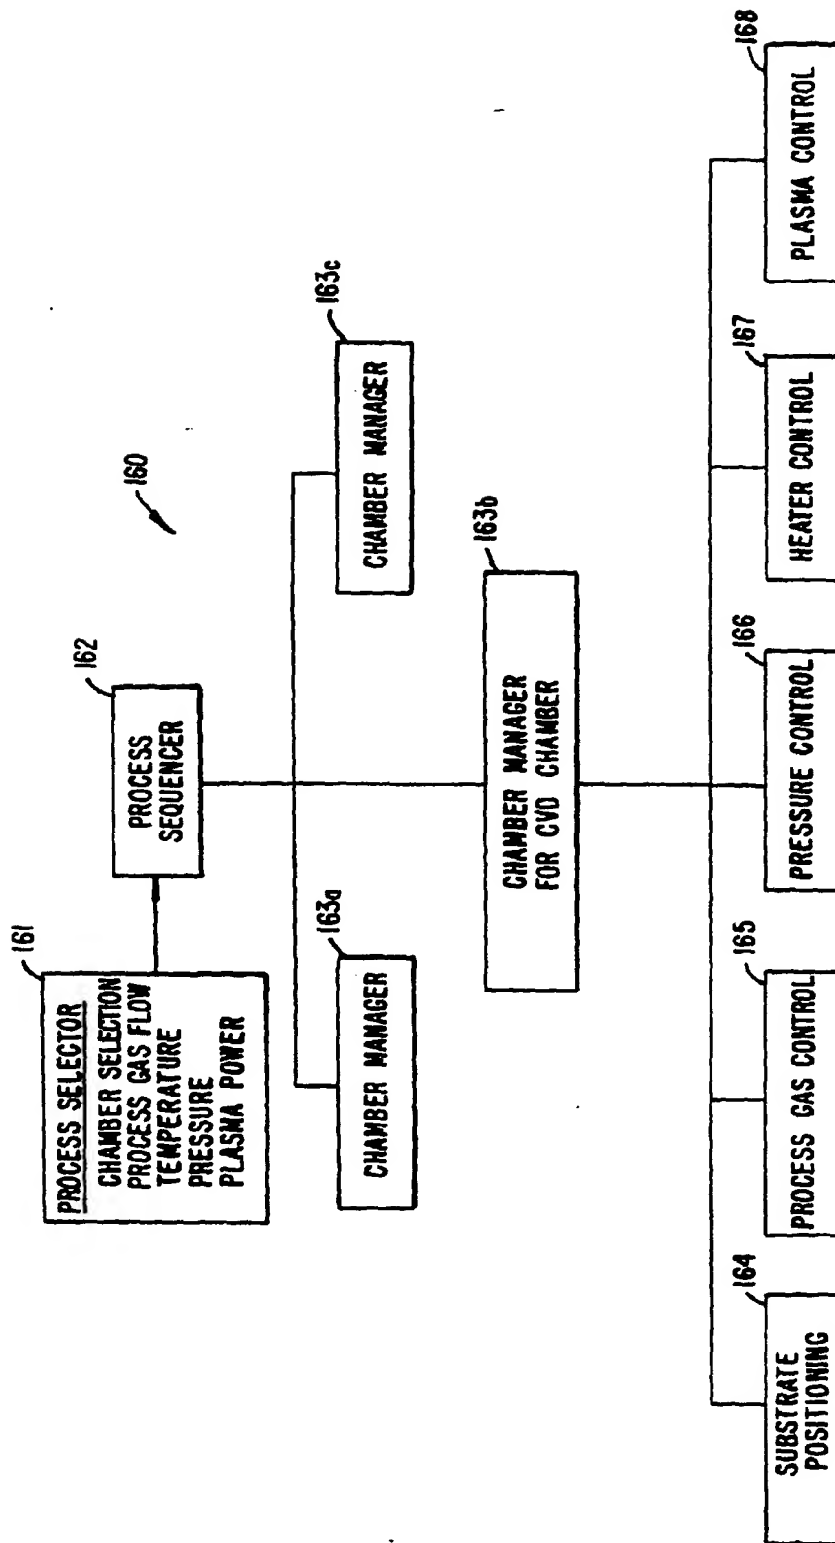 161
PROCESS SELECTOR
CHAMBER SELECTION
PROCESS GAS FLOW
TEMPERATURE
PRESSURE
PLASMA POWER
162
PROCESS
SEQUENCER
160
163a
CHAMBER MANAGER
163c
CHAMBER MANAGER
163b
CHAMBER MANAGER
FOR CVD CHAMBER
164
SUBSTRATE
POSITIONING
165
PROCESS GAS CONTROL
166
PRESSURE CONTROL
167
HEATER CONTROL
168
PLASMA CONTROL